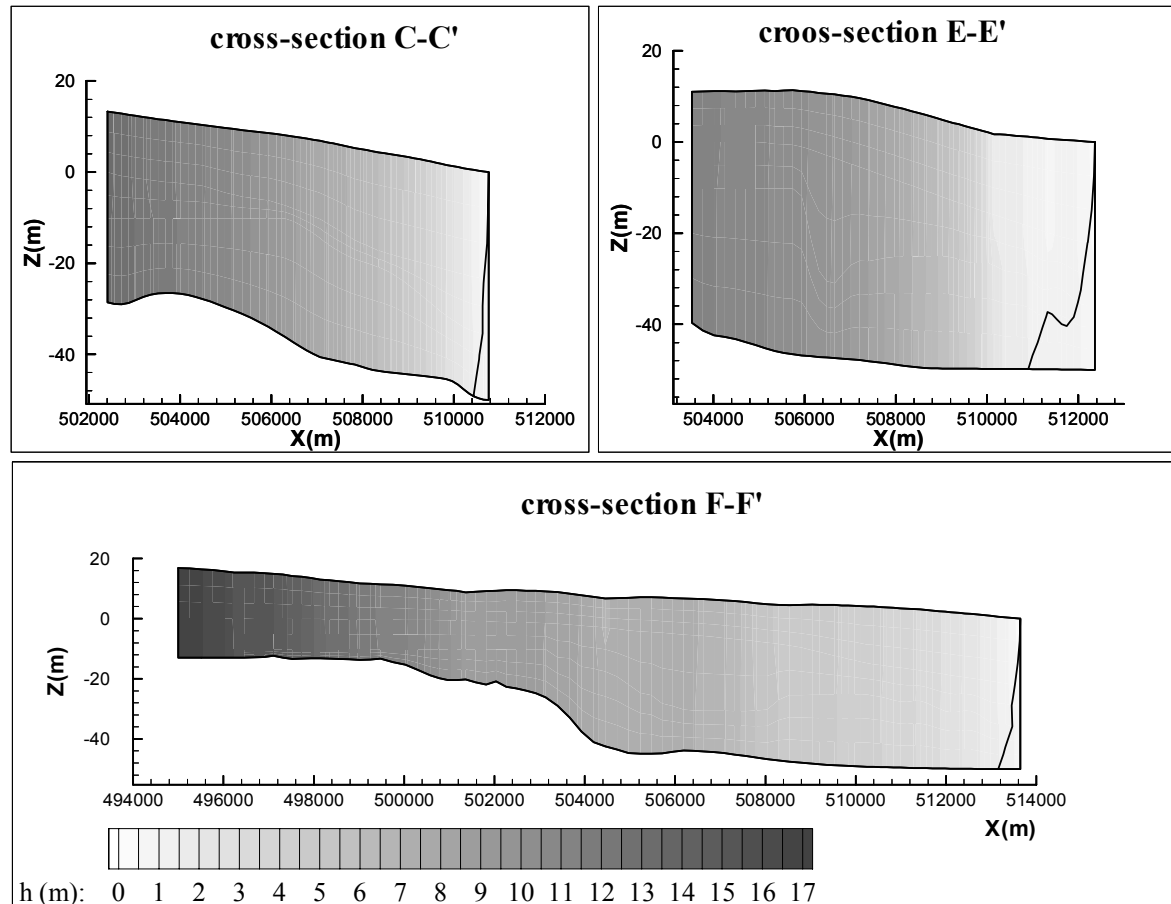 cross-section C-C'
20
0
-20
-40
Z(m)
502000 504000 506000 508000 510000 512000
X(m)
croos-section E-E'
20
0
-20
-40
Z(m)
504000 506000 508000 510000 512000
X(m)
cross-section F-F'
20
0
-20
-40
Z(m)
494000 496000 498000 500000 502000 504000 506000 508000 510000 512000 514000
X(m)
h (m): 0 1 2 3 4 5 6 7 8 9 10 11 12 13 14 15 16 17